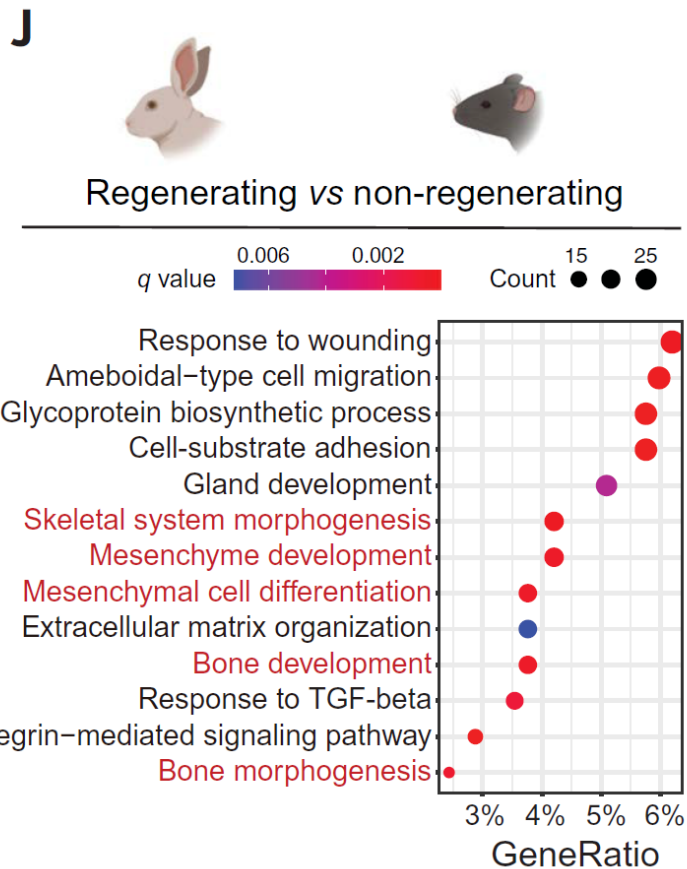 J
Regenerating vs non-regenerating
0.006 0.002
15 25
q value
Count
Response to wounding
Ameboidal−type cell migration
Glycoprotein biosynthetic process
Cell-substrate adhesion
Gland development
Skeletal system morphogenesis
Mesenchyme development
Mesenchymal cell differentiation
Extracellular matrix organization
Bone development
Response to TGF-beta
egrin−mediated signaling pathway
Bone morphogenesis
3% 4% 5% 6%
GeneRatio